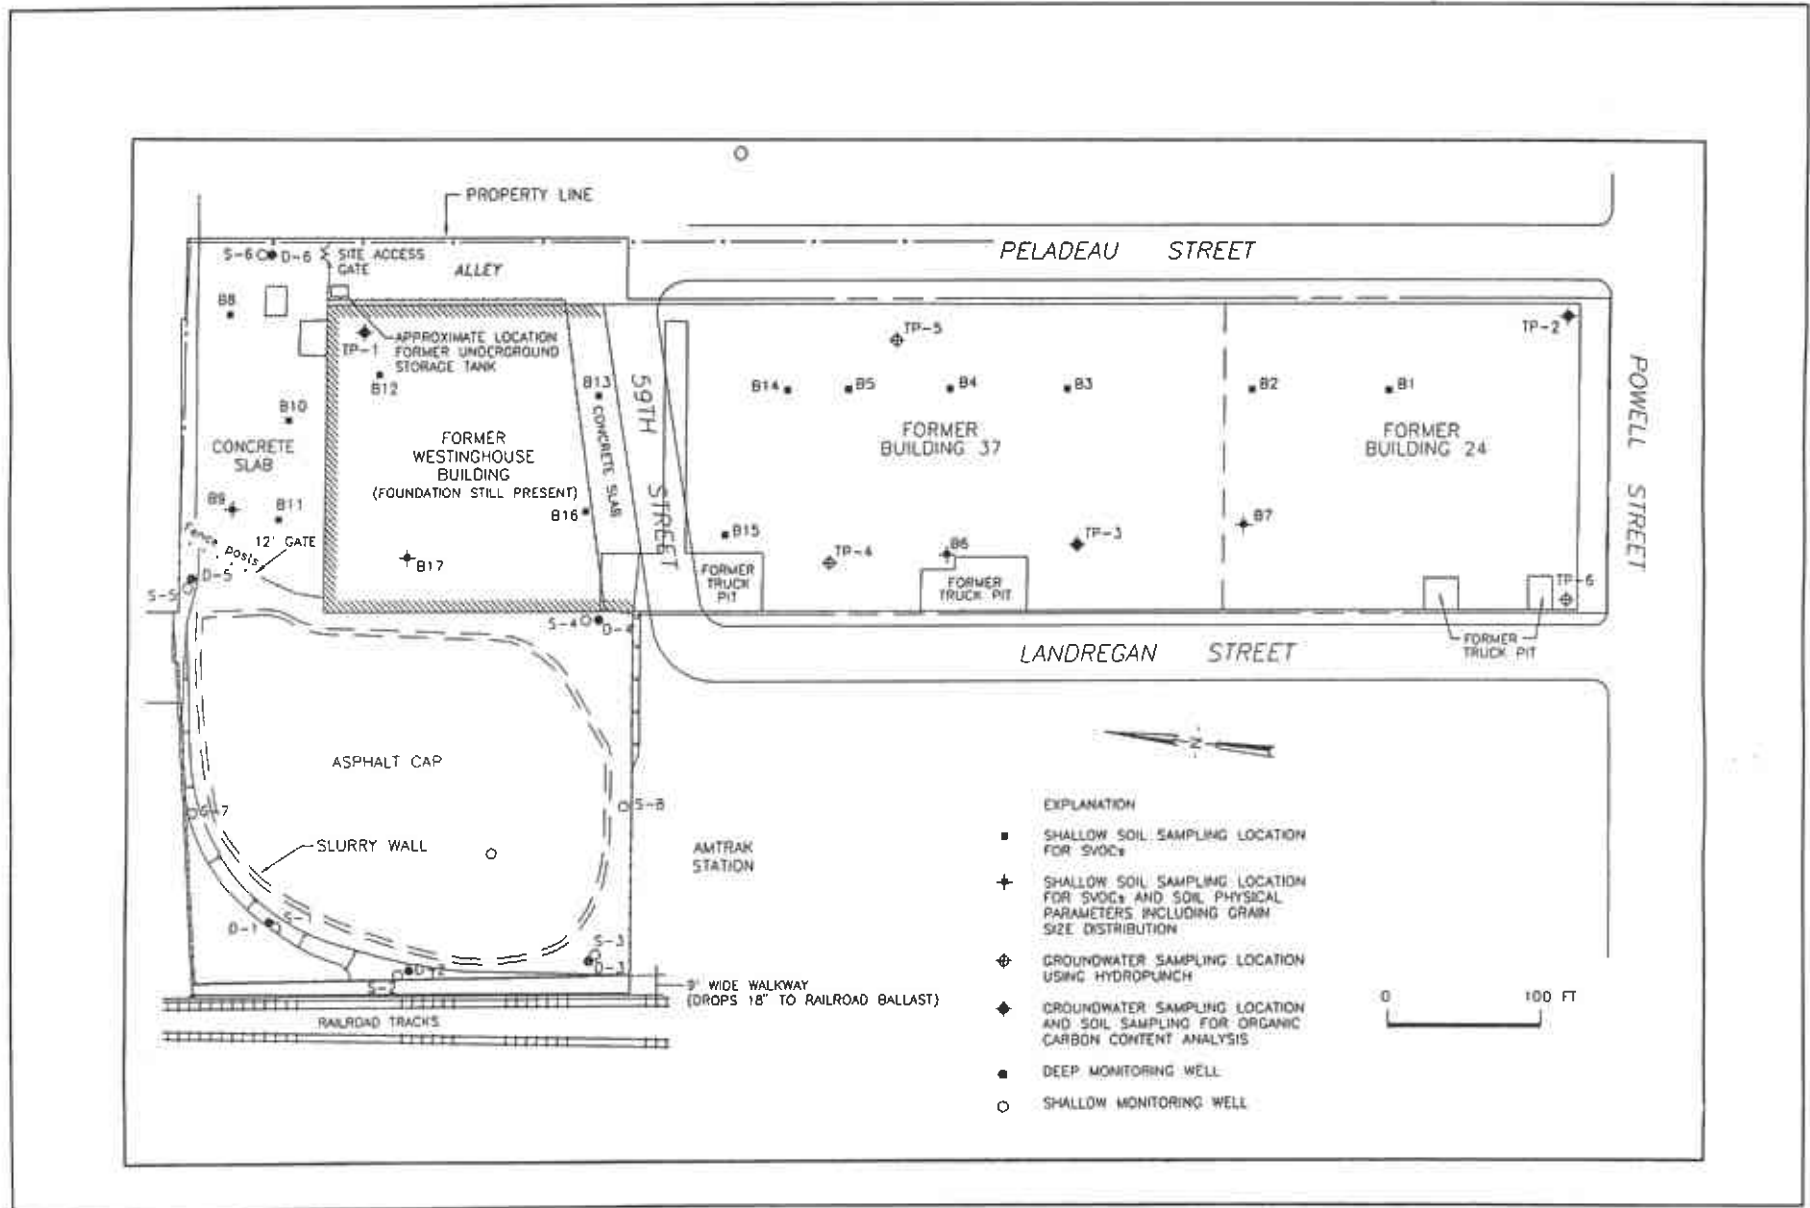 PROPERTY LINE
S-6
D-6
SITE ACCESS
GATE
ALLEY
PELADEAU STREET
B8
TP-1
APPROXIMATE LOCATION
FORMER UNDERGROUND
STORAGE TANK
B12
B13
59TH STREET
TP-5
TP-2
B14
B5
B4
B3
B2
B1
POWELL STREET
B10
CONCRETE
SLAB
FORMER
WESTINGHOUSE
BUILDING
(FOUNDATION STILL PRESENT)
CONCRETE SLAB
FORMER
BUILDING 37
FORMER
BUILDING 24
B9
B11
B16
B15
B7
Fence posts
12' GATE
B17
TP-4
B6
TP-3
D-5
S-5
FORMER
TRUCK
PIT
FORMER
TRUCK PIT
TP-6
S-4
D-4
FORMER
TRUCK PIT
LANDREGAN STREET
N
ASPHALT CAP
S-7
S-8
SLURRY WALL
AMTRAK
STATION
D-1
S-1
S-3
D-3
D-2
S-2
9' WIDE WALKWAY
(DROPS 18" TO RAILROAD BALLAST)
RAILROAD TRACKS
EXPLANATION
SHALLOW SOIL SAMPLING LOCATION
FOR SVOCs
SHALLOW SOIL SAMPLING LOCATION
FOR SVOCs AND SOIL PHYSICAL
PARAMETERS INCLUDING GRAIN
SIZE DISTRIBUTION
GROUNDWATER SAMPLING LOCATION
USING HYDROPUNCH
GROUNDWATER SAMPLING LOCATION
AND SOIL SAMPLING FOR ORGANIC
CARBON CONTENT ANALYSIS
DEEP MONITORING WELL
SHALLOW MONITORING WELL
0 100 FT